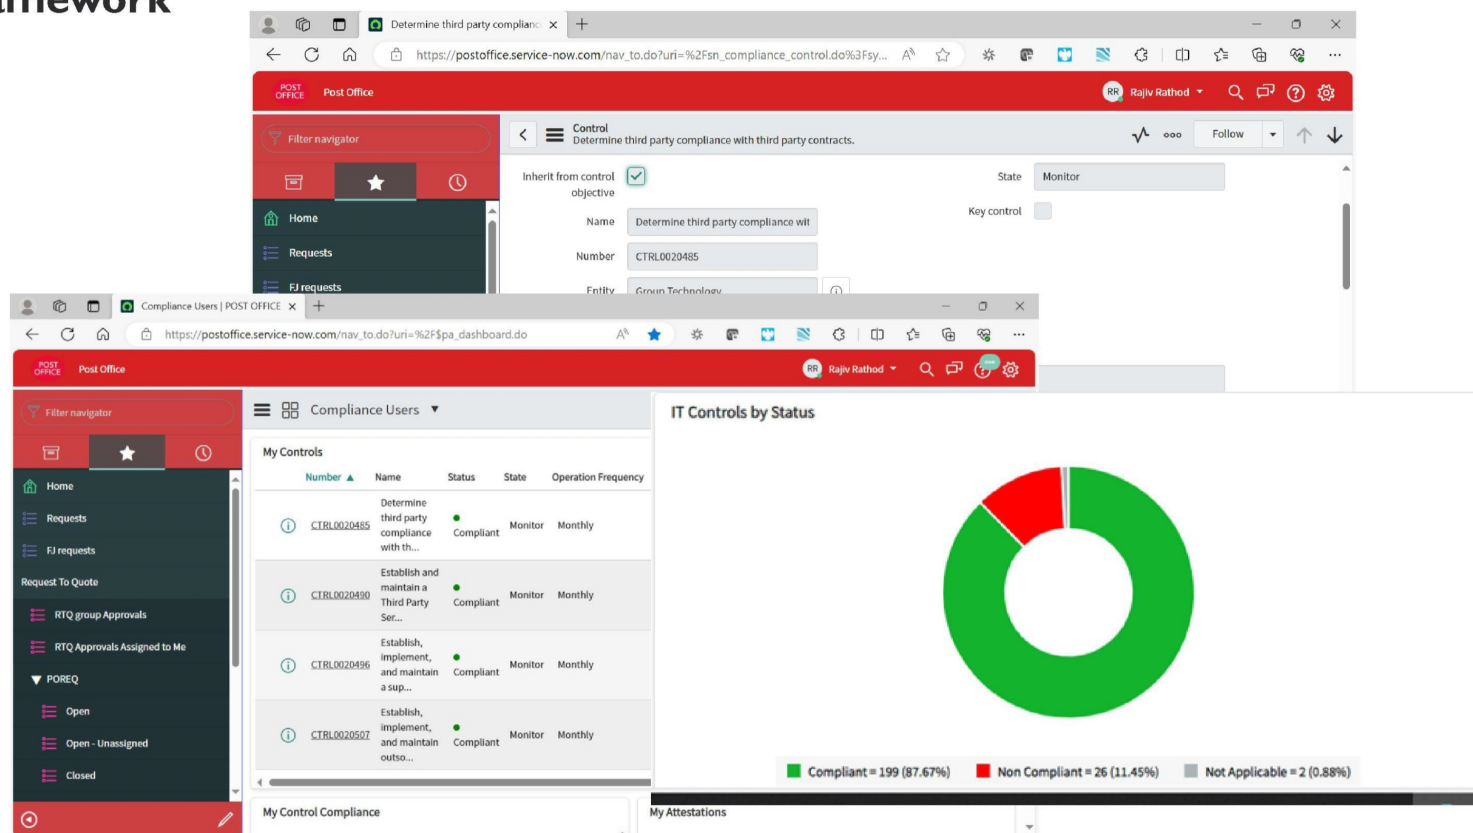 Determine third party complianc
https://postoffice.service-now.com/nav_to.do?uri=%2Fsn_compliance_control.do%3Fsy...
POST OFFICE
Post Office
RR
Rajiv Rathod
Filter navigator
Control
Determine third party compliance with third party contracts.
Follow
Home
Requests
FJ requests
Inherit from control objective
Name
Determine third party compliance wit
Number
CTRL0020485
Entity
Group Technology
State
Monitor
Key control
Compliance Users | POST OFFICE
https://postoffice.service-now.com/nav_to.do?uri=%2F$pa_dashboard.do
POST OFFICE
Post Office
RR
Rajiv Rathod
Filter navigator
Home
Requests
FJ requests
Request To Quote
RTQ group Approvals
RTQ Approvals Assigned to Me
POREQ
Open
Open - Unassigned
Closed
Compliance Users
My Controls
Number Name Status State Operation Frequency
CTRL0020485 Determine third party compliance with th... Compliant Monitor Monthly
CTRL0020490 Establish and maintain a Third Party Ser... Compliant Monitor Monthly
CTRL0020496 Establish, implement, and maintain a sup... Compliant Monitor Monthly
CTRL0020507 Establish, implement, and maintain outso... Compliant Monitor Monthly
My Control Compliance
My Attestations
IT Controls by Status
Compliant = 199 (87.67%) Non Compliant = 26 (11.45%) Not Applicable = 2 (0.88%)